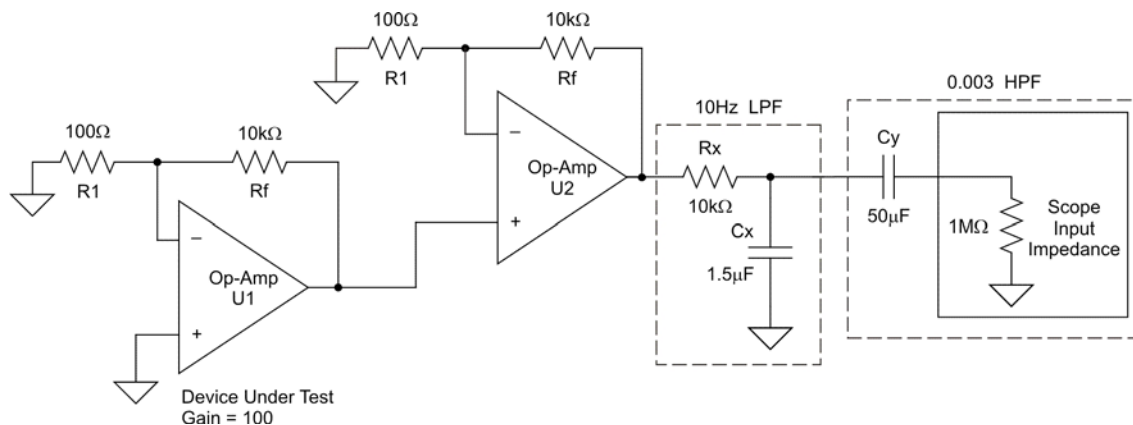 100Ω
10kΩ
R1
Rf
100Ω
10kΩ
R1
Rf
−
+
Op-Amp
U1
Device Under Test
Gain = 100
−
+
Op-Amp
U2
10Hz LPF
Rx
10kΩ
Cx
1.5μF
0.003 HPF
Cy
50μF
1MΩ
Scope
Input
Impedance